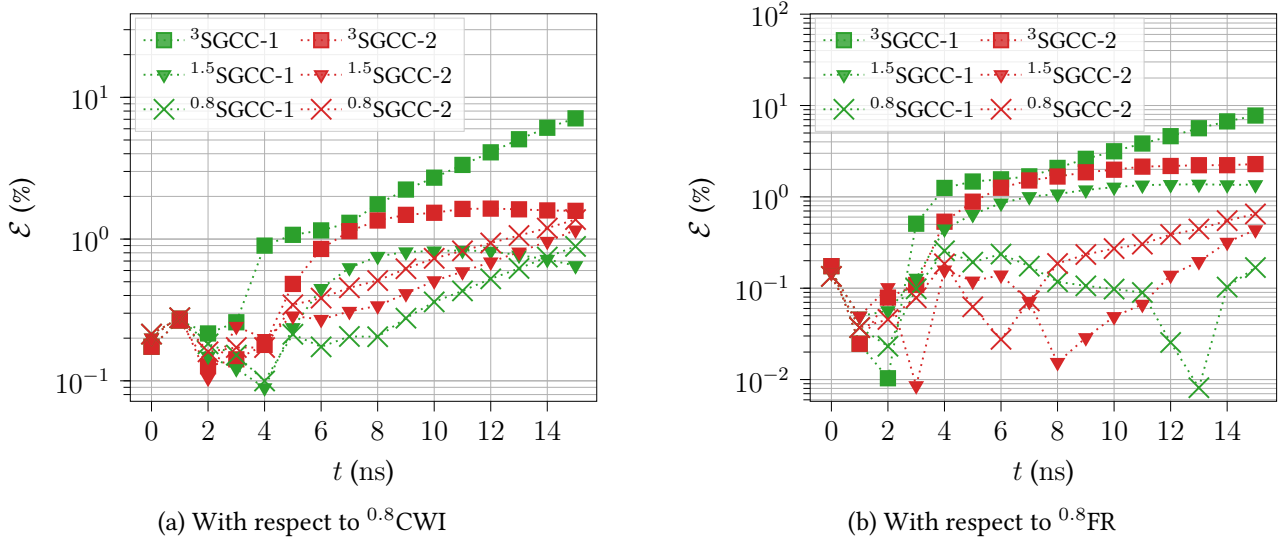 ³SGCC-1 ³SGCC-2
¹·⁵SGCC-1 ¹·⁵SGCC-2
⁰·⁸SGCC-1 ⁰·⁸SGCC-2
10¹
10⁰
10⁻¹
ℰ (%)
0 2 4 6 8 10 12 14
t (ns)
(a) With respect to ⁰·⁸CWI
10²
³SGCC-1 ³SGCC-2
¹·⁵SGCC-1 ¹·⁵SGCC-2
⁰·⁸SGCC-1 ⁰·⁸SGCC-2
10¹
10⁰
10⁻¹
10⁻²
ℰ (%)
0 2 4 6 8 10 12 14
t (ns)
(b) With respect to ⁰·⁸FR